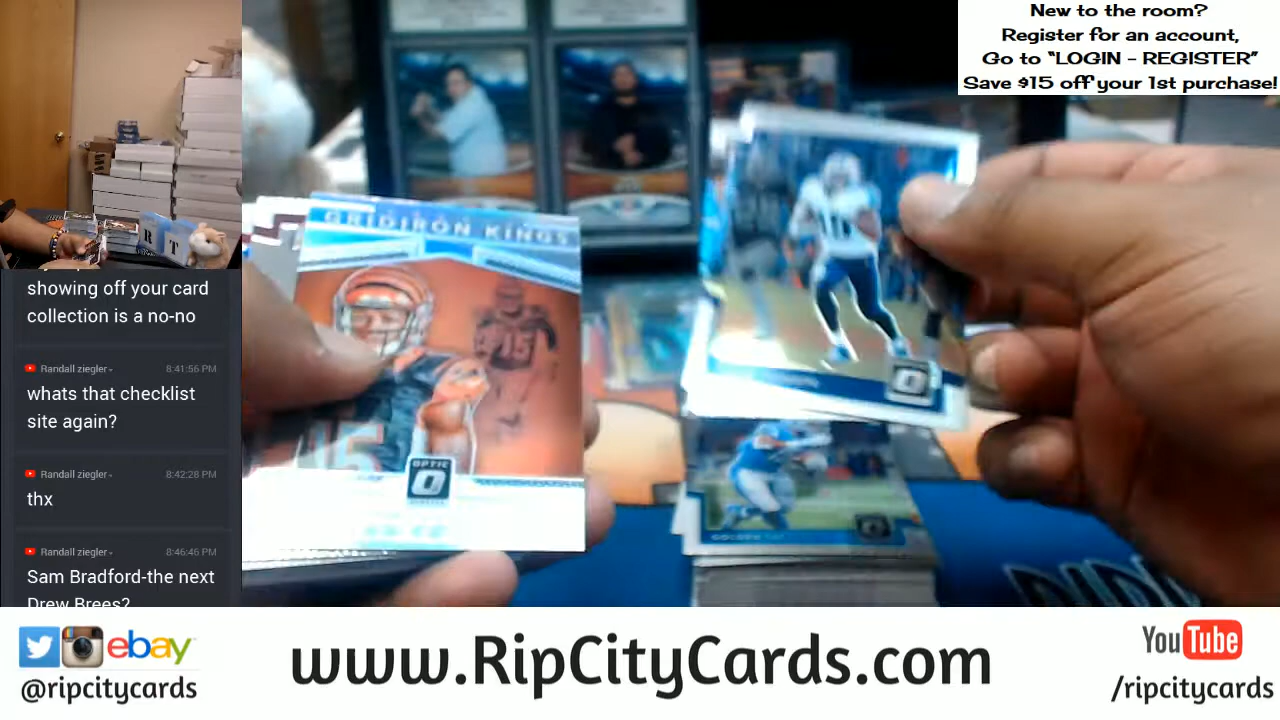 New to the room?
Register for an account,
Go to “LOGIN - REGISTER”
Save $15 off your 1st purchase!
GRIDIRON KINGS
15
OPTIC
R T
GOLDEN
showing off your card
collection is a no-no
Randall ziegler
8:41:56 PM
whats that checklist
site again?
Randall ziegler
8:42:28 PM
thx
Randall ziegler
8:46:46 PM
Sam Bradford-the next
Drew Brees?
ebay
@ripcitycards
www.RipCityCards.com
YouTube
/ripcitycards